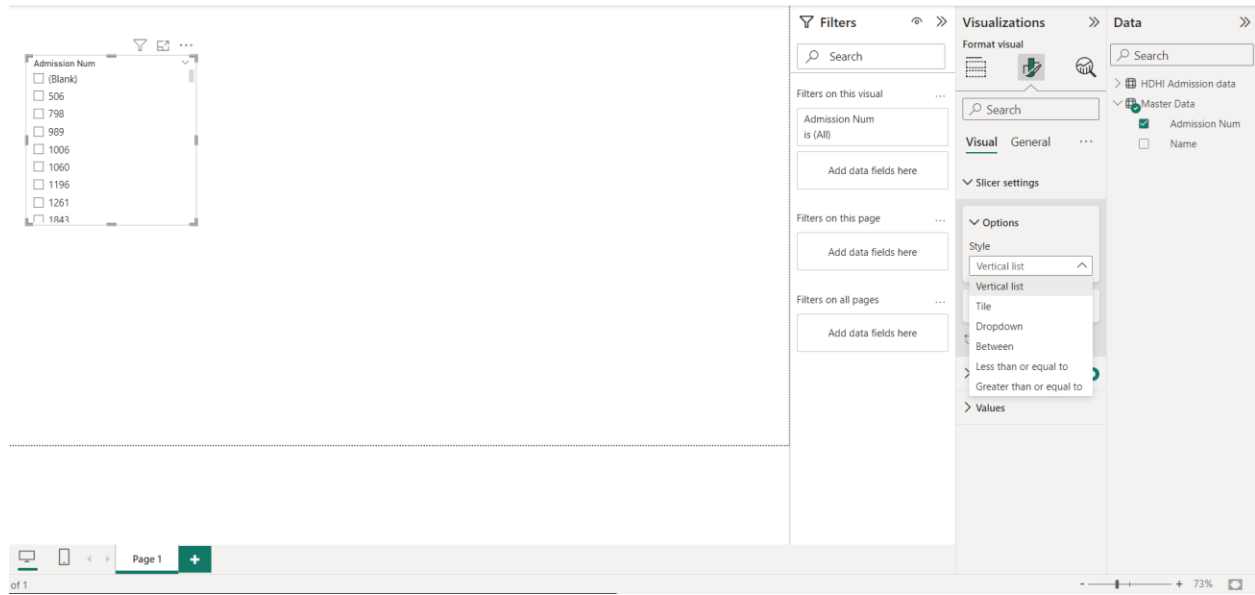 Admission Num
(Blank)
506
798
989
1006
1060
1196
1261
1843
Filters
Search
Filters on this visual
Admission Num
is (All)
Add data fields here
Filters on this page
Add data fields here
Filters on all pages
Add data fields here
Visualizations
Format visual
Search
Visual General
Slicer settings
Options
Style
Vertical list
Vertical list
Tile
Dropdown
Between
Less than or equal to
Greater than or equal to
Values
Data
Search
HDHI Admission data
Master Data
Admission Num
Name
Page 1
of 1
73%